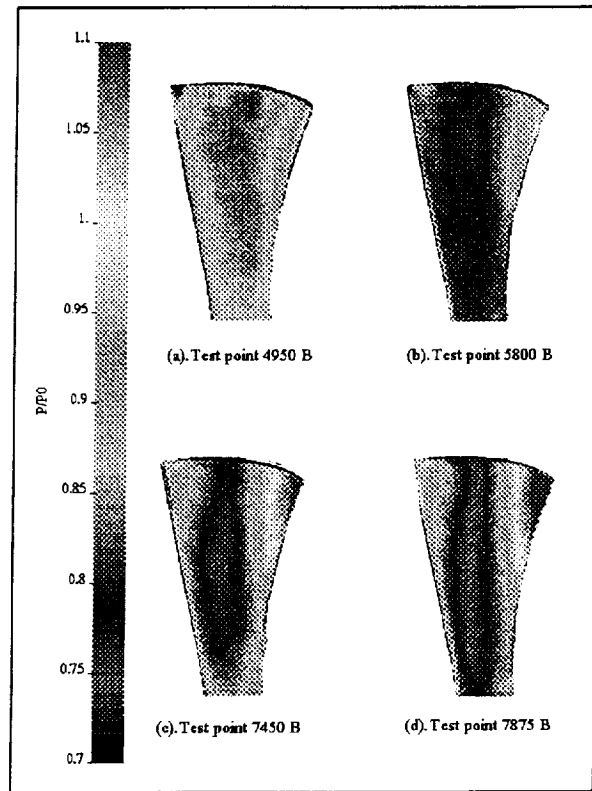 1.1
1.05
1.
0.95
0.9
0.85
0.8
0.75
0.7
P/P0
(a). Test point 4950 B
(b). Test point 5800 B
(c). Test point 7450 B
(d). Test point 7875 B